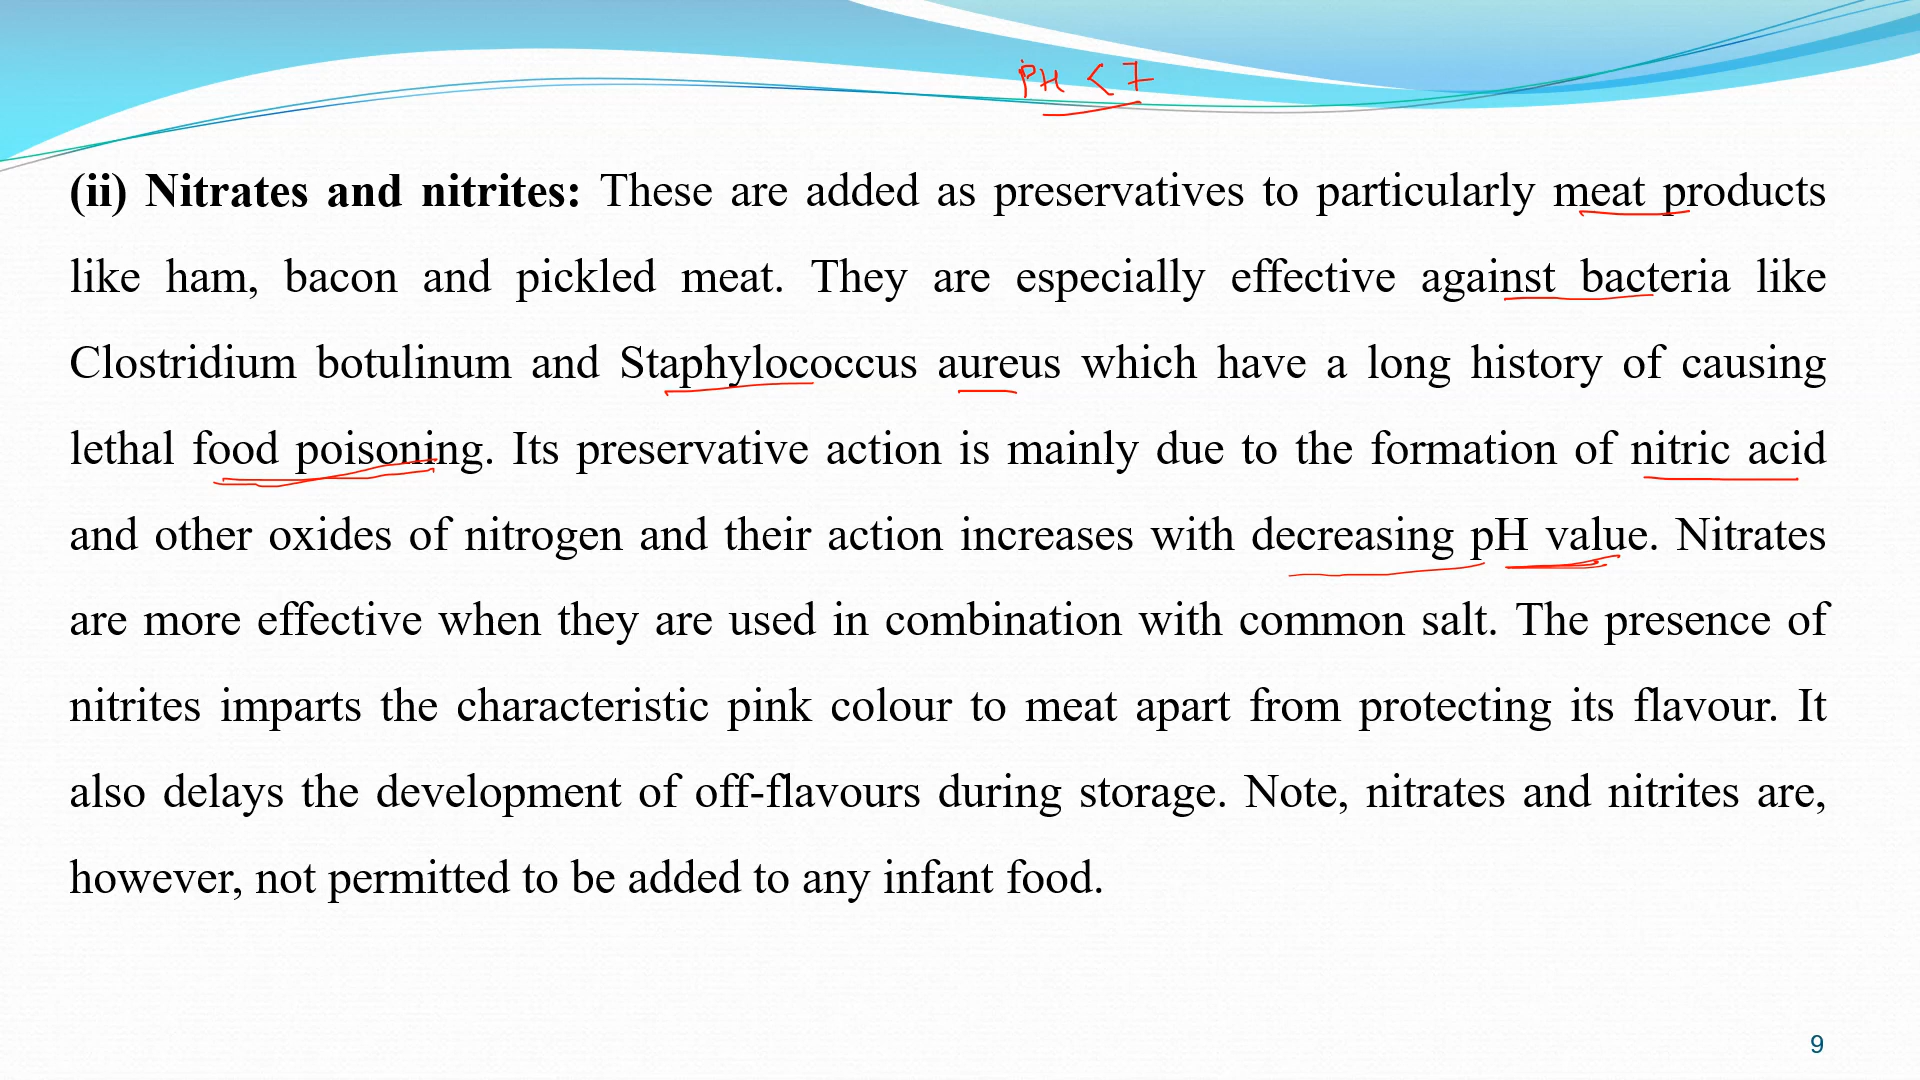 PH < 7
(ii) Nitrates and nitrites: These are added as preservatives to particularly meat products
like ham, bacon and pickled meat. They are especially effective against bacteria like
Clostridium botulinum and Staphylococcus aureus which have a long history of causing
lethal food poisoning. Its preservative action is mainly due to the formation of nitric acid
and other oxides of nitrogen and their action increases with decreasing pH value. Nitrates
are more effective when they are used in combination with common salt. The presence of
nitrites imparts the characteristic pink colour to meat apart from protecting its flavour. It
also delays the development of off-flavours during storage. Note, nitrates and nitrites are,
however, not permitted to be added to any infant food.
9